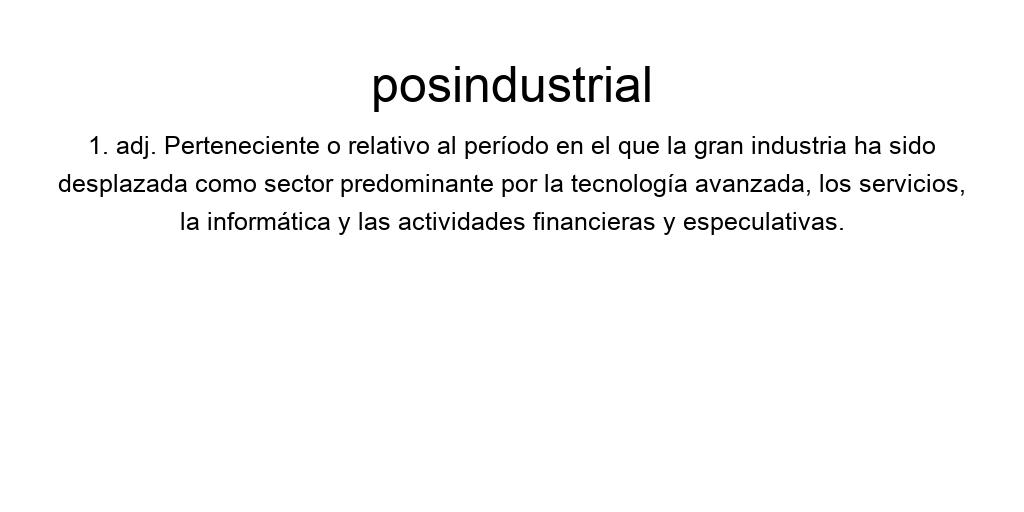 posindustrial
1. adj. Perteneciente o relativo al período en el que la gran industria ha sido
desplazada como sector predominante por la tecnología avanzada, los servicios,
la informática y las actividades financieras y especulativas.